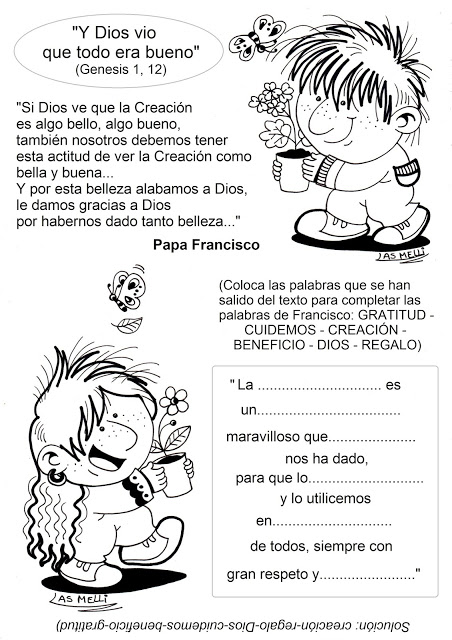 "Y Dios vio
que todo era bueno"
(Genesis 1, 12)
"Si Dios ve que la Creación
es algo bello, algo bueno,
también nosotros debemos tener
esta actitud de ver la Creación como
bella y buena...
Y por esta belleza alabamos a Dios,
le damos gracias a Dios
por habernos dado tanto belleza..."
Papa Francisco
LAS MELLI
(Coloca las palabras que se han
salido del texto para completar las
palabras de Francisco: GRATITUD -
CUIDEMOS - CREACIÓN -
BENEFICIO - DIOS - REGALO)
"La ............................ es
un.................................
maravilloso que....................
nos ha dado,
para que lo...........................
y lo utilicemos
en............................
de todos, siempre con
gran respeto y......................"
LAS MELLI
Solución: creación-regalo-Dios-cuidemos-beneficio-gratitud)